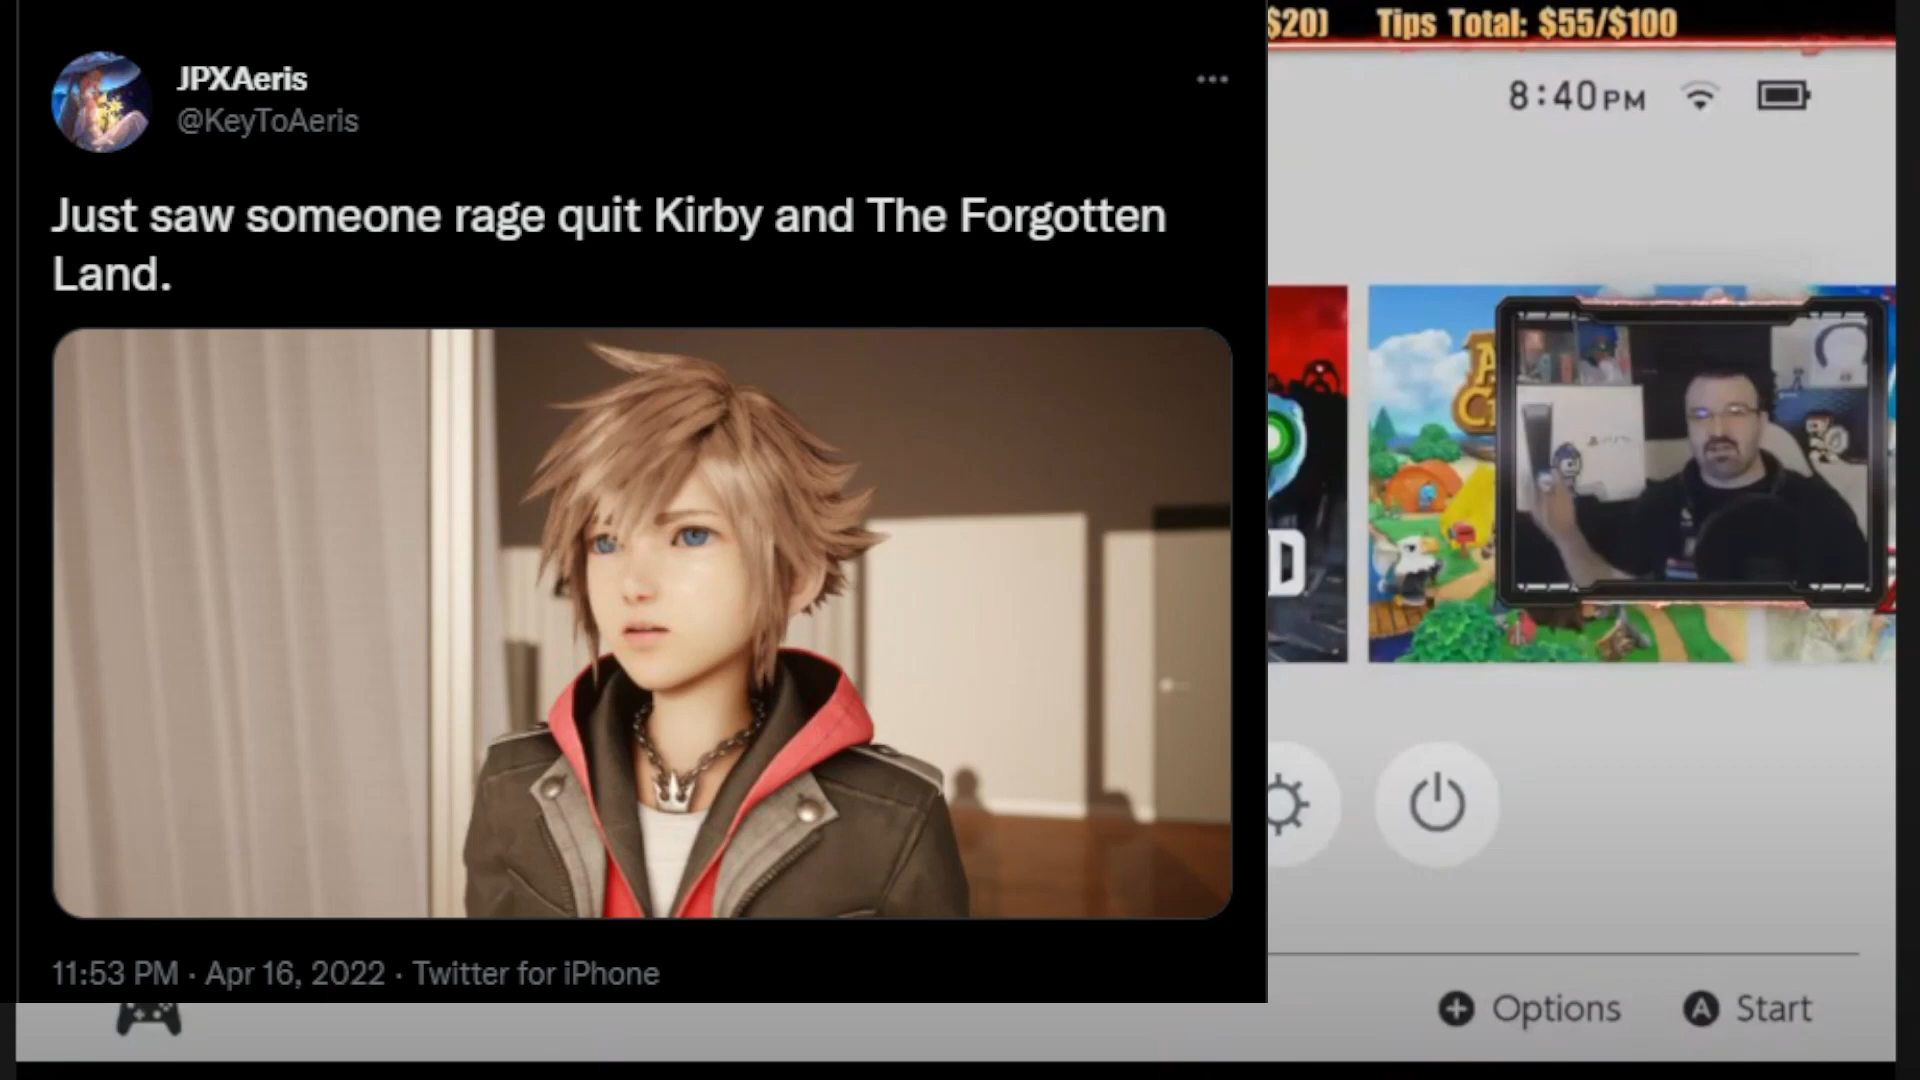 JPXAeris
@KeyToAeris
Just saw someone rage quit Kirby and The Forgotten
Land.
11:53 PM · Apr 16, 2022 · Twitter for iPhone
$20) Tips Total: $55/$100
8:40 PM
D
Options
A Start